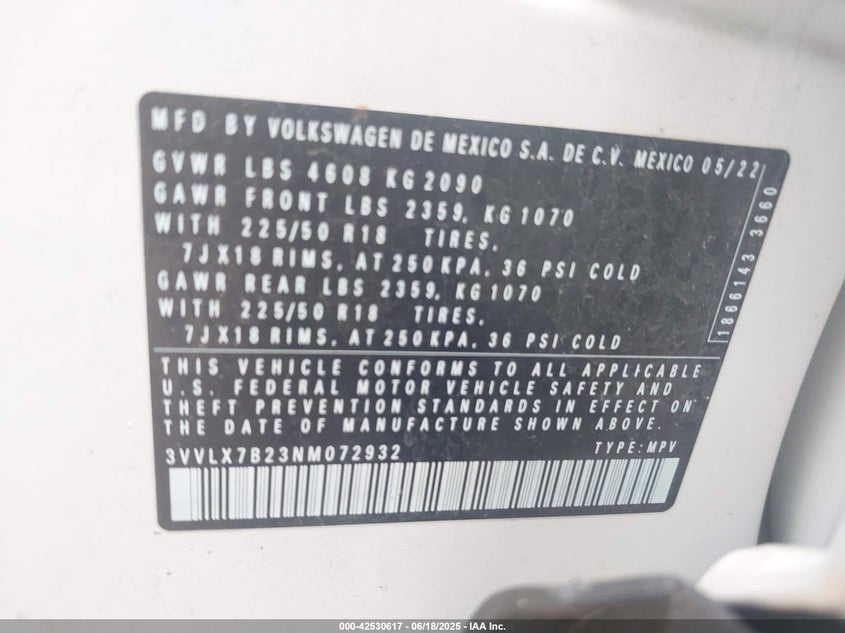 MFD BY VOLKSWAGEN DE MEXICO S.A. DE C.V. MEXICO 05/22
GVWR LBS 4608 KG 2090
GAWR FRONT LBS 2359, KG 1070
WITH 225/50 R18 TIRES,
7JX18 RIMS, AT 250 KPA, 36 PSI COLD
GAWR REAR LBS 2359, KG 1070
WITH 225/50 R18 TIRES,
7JX18 RIMS, AT 250 KPA, 36 PSI COLD
1866143 3660
THIS VEHICLE CONFORMS TO ALL APPLICABLE
U.S. FEDERAL MOTOR VEHICLE SAFETY AND
THEFT PREVENTION STANDARDS IN EFFECT ON
THE DATE OF MANUFACTURE SHOWN ABOVE.
3VVLX7B23NM072932 TYPE: MPV
000-42530617 - 06/18/2025 - IAA Inc.